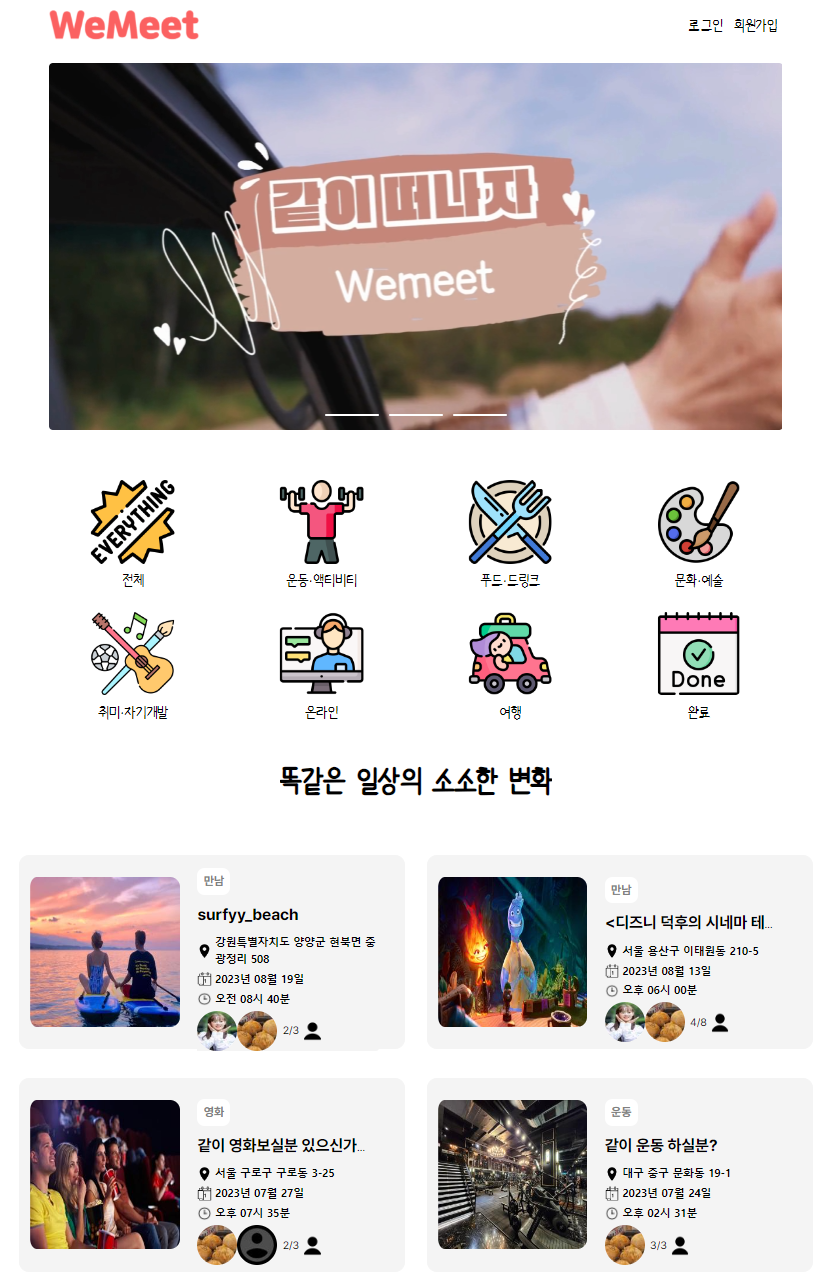 WeMeet
로그인 회원가입
같이 떠나자
Wemeet
EVERYTHING
전체
운동·액티비티
푸드·드링크
문화·예술
Done
취미·자기개발
온라인
여행
완료
똑같은 일상의 소소한 변화
만남
surfyy_beach
강원특별자치도 양양군 현북면 중
광정리 508
2023년 08월 19일
오전 08시 40분
2/3
만남
<디즈니 덕후의 시네마 테...
서울 용산구 이태원동 210-5
2023년 08월 13일
오후 06시 00분
4/8
영화
같이 영화보실분 있으신가...
서울 구로구 구로동 3-25
2023년 07월 27일
오후 07시 35분
2/3
운동
같이 운동 하실분?
대구 중구 문화동 19-1
2023년 07월 24일
오후 02시 31분
3/3